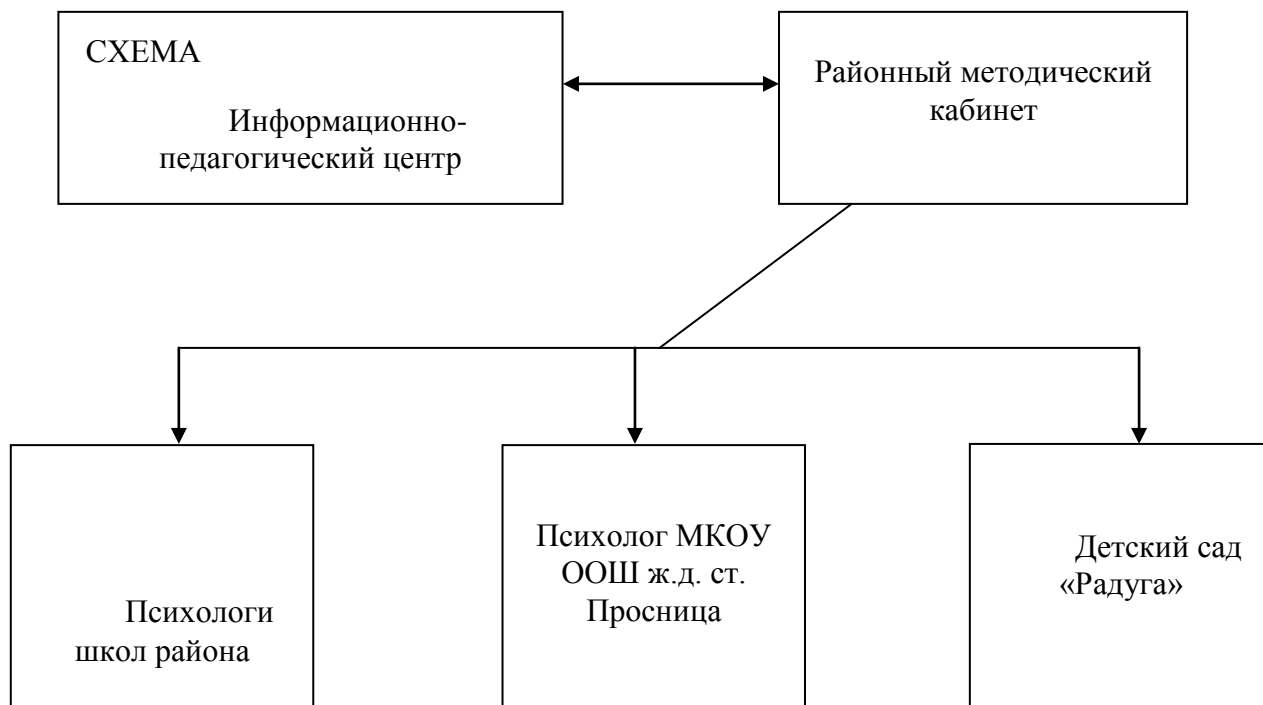 СХЕМА
Информационно-
педагогический центр
Районный методический
кабинет
Психологи
школ района
Психолог МКОУ
ООШ ж.д. ст.
Просница
Детский сад
«Радуга»